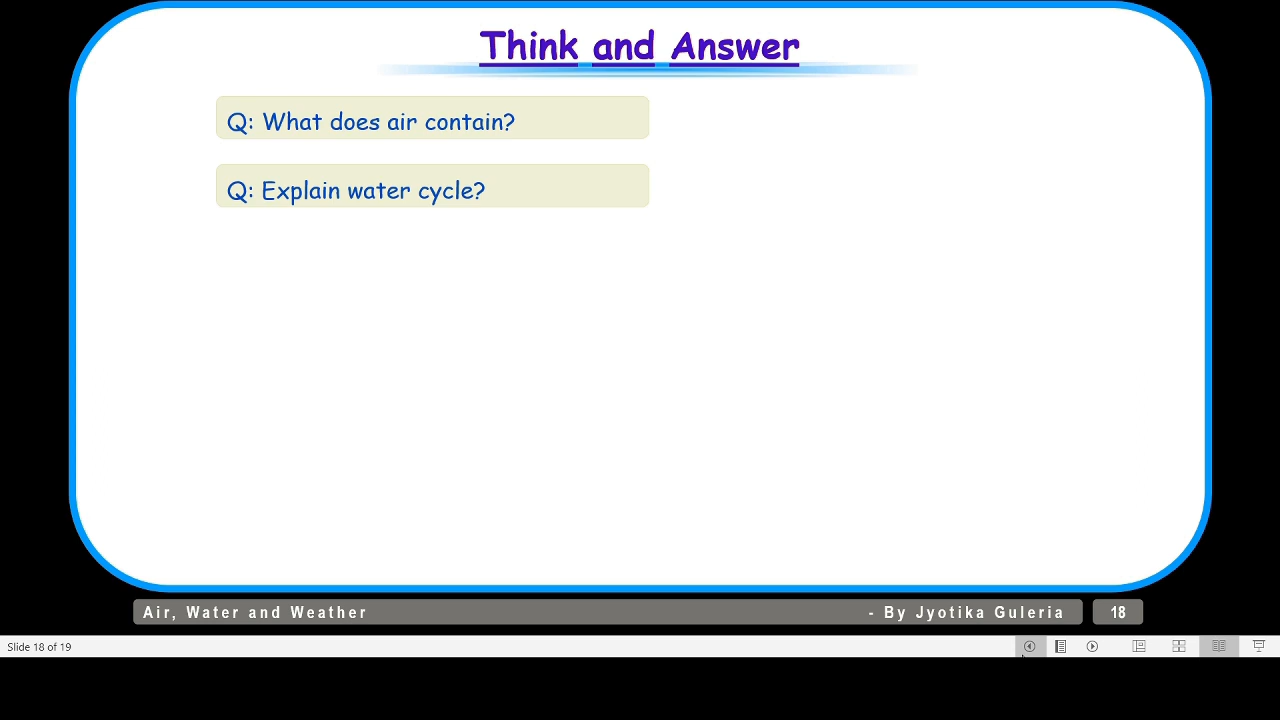 Think and Answer
Q: What does air contain?
Q: Explain water cycle?
Air, Water and Weather
- By Jyotika Guleria
18
Slide 18 of 19